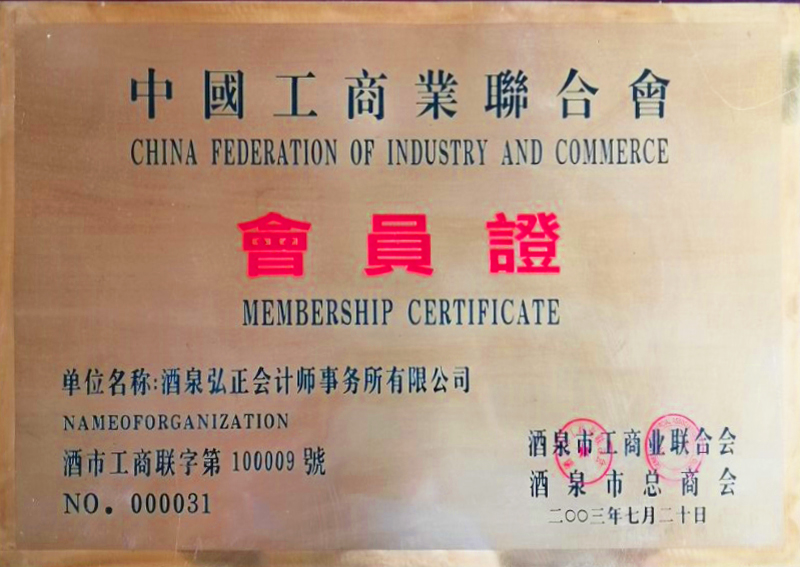 中國工商業聯合會
CHINA FEDERATION OF INDUSTRY AND COMMERCE
會員證
MEMBERSHIP CERTIFICATE
单位名称:酒泉弘正会计师事务所有限公司
NAMEOFORGANIZATION
酒市工商联字第 100009 號
NO. 000031
酒泉市工商业联合会
酒泉市总商会
二〇〇三年七月二十日